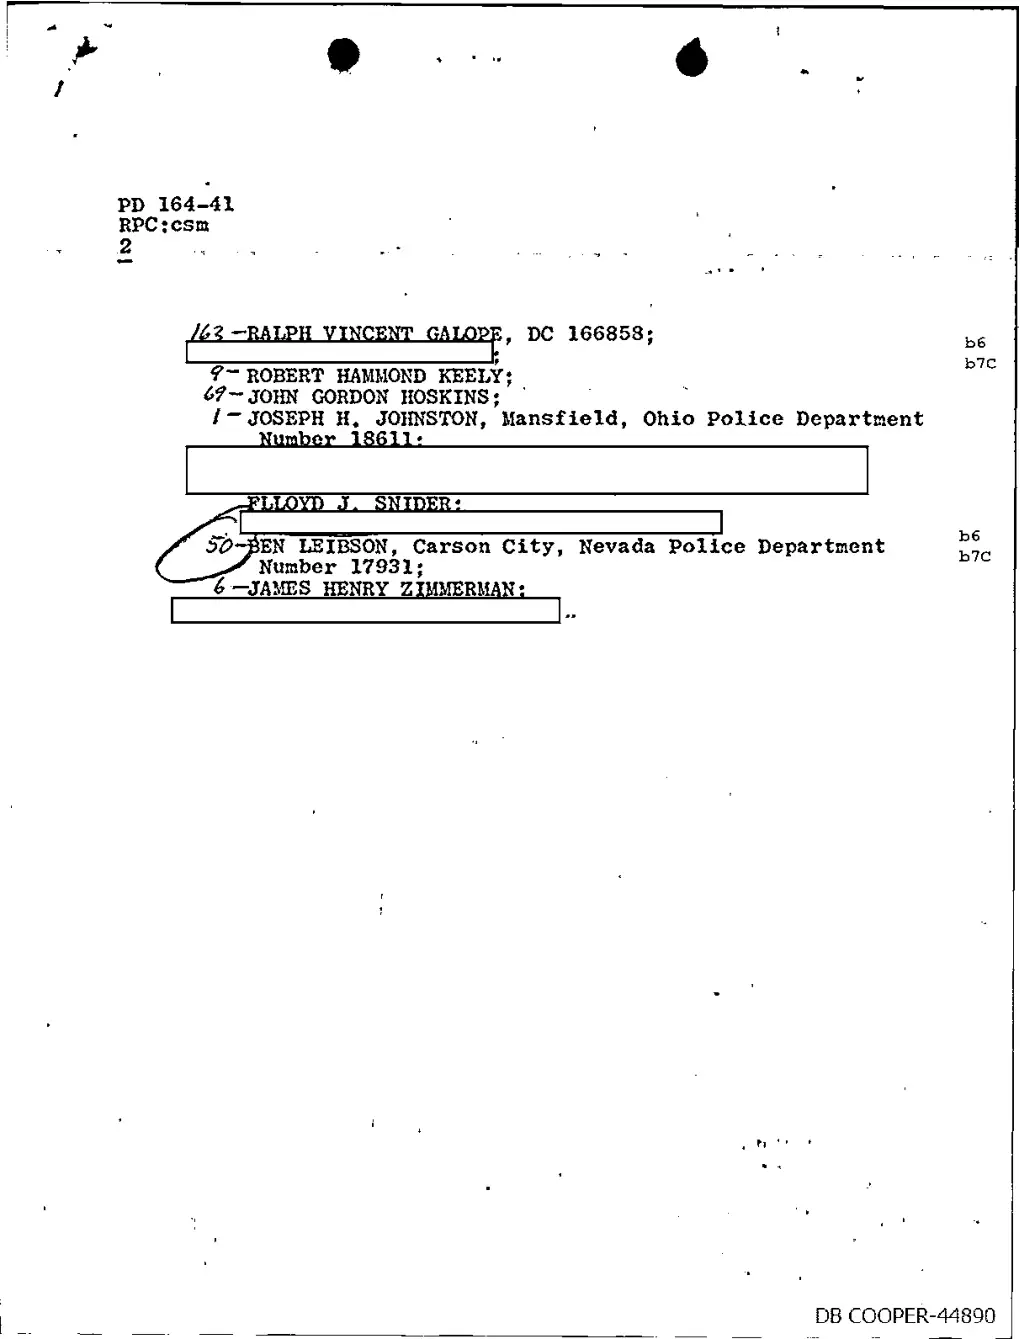 PD 164-41
RPC:csm
2
163-RALPH VINCENT GALOPE, DC 166858;
b6
;
b7C
9-ROBERT HAMMOND KEELY;
69-JOHN GORDON HOSKINS;
1-JOSEPH H. JOHNSTON, Mansfield, Ohio Police Department
Number 18611;
FLLOYD J. SNIDER;
50-BEN LEIBSON, Carson City, Nevada Police Department
b6
b7C
Number 17931;
6-JAMES HENRY ZIMMERMAN;
DB COOPER-44890